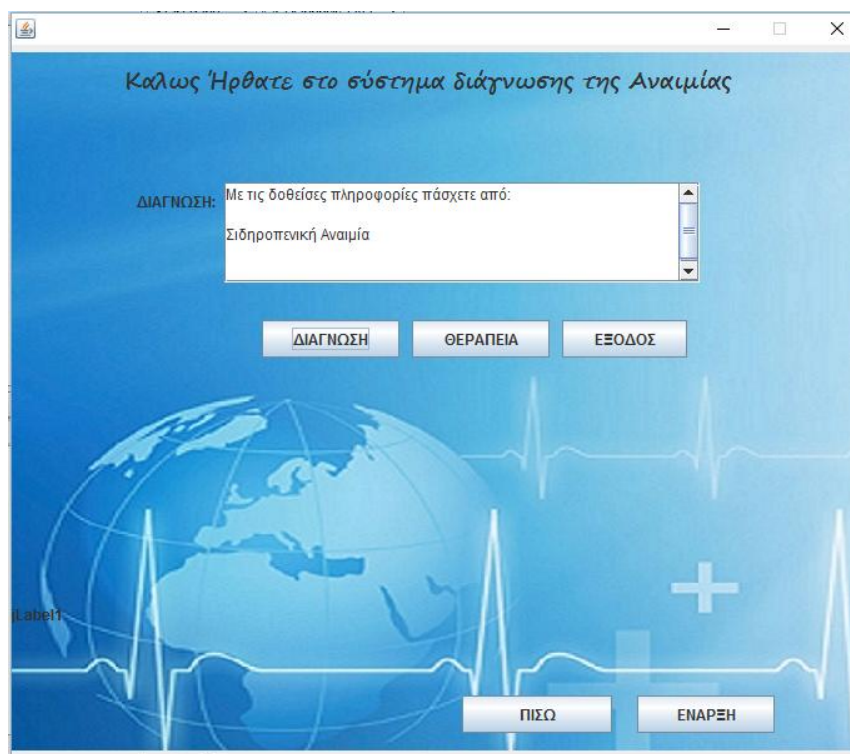 Καλως Ήρθατε στο σύστημα διάγνωσης της Αναιμίας
ΔΙΑΓΝΩΣΗ:
Με τις δοθείσες πληροφορίες πάσχετε από:
Σιδηροπενική Αναιμία
ΔΙΑΓΝΩΣΗ
ΘΕΡΑΠΕΙΑ
ΕΞΟΔΟΣ
jLabel1
ΠΙΣΩ
ΕΝΑΡΞΗ